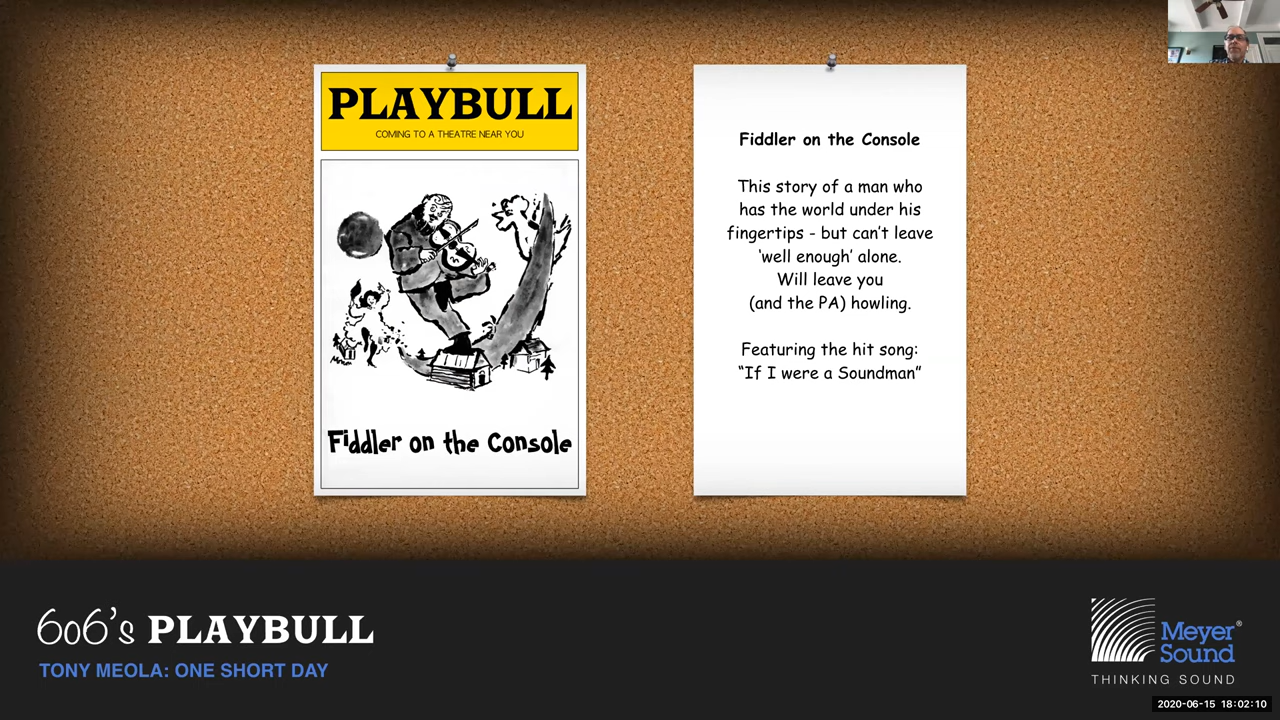 PLAYBULL
COMING TO A THEATRE NEAR YOU
Fiddler on the Console
Fiddler on the Console
This story of a man who
has the world under his
fingertips - but can't leave
‘well enough’ alone.
Will leave you
(and the PA) howling.
Featuring the hit song:
“If I were a Soundman”
606's PLAYBULL
TONY MEOLA: ONE SHORT DAY
Meyer
Sound®
THINKING SOUND
2020-06-15 18:02:10